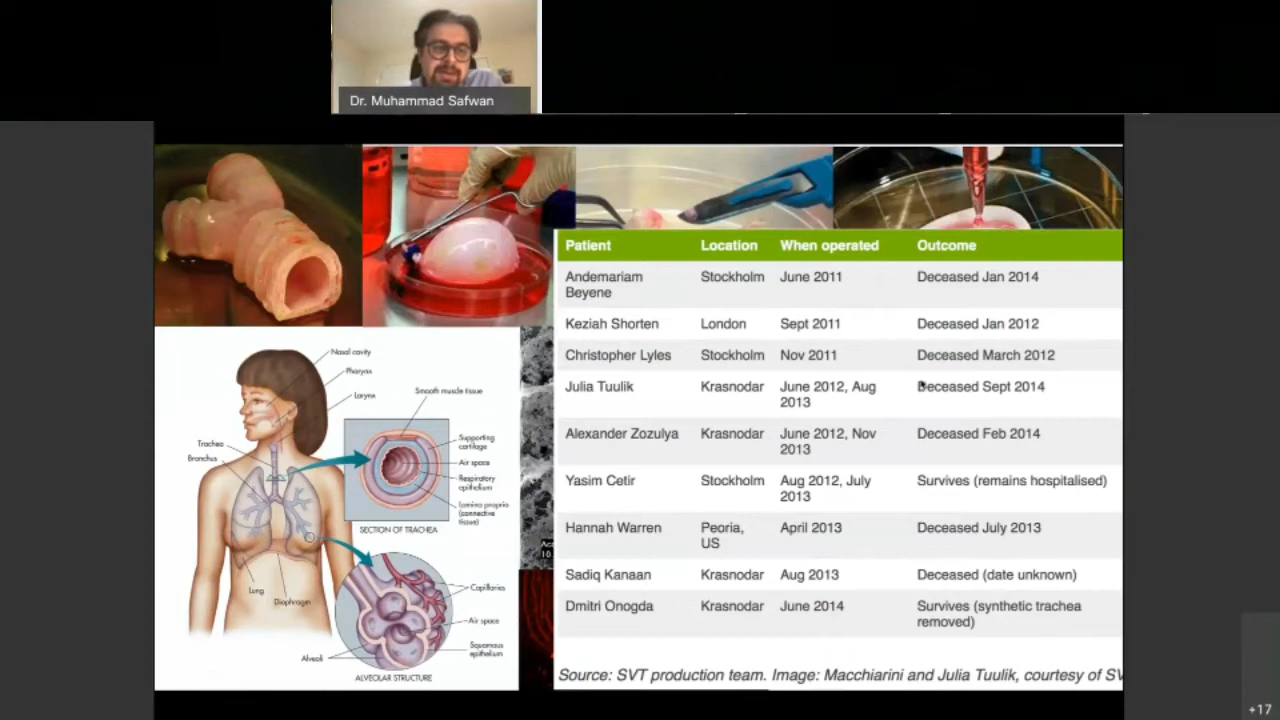 Dr. Muhammad Safwan
Patient Location When operated Outcome
Andemariam Stockholm June 2011 Deceased Jan 2014
Beyene
Keziah Shorten London Sept 2011 Deceased Jan 2012
Christopher Lyles Stockholm Nov 2011 Deceased March 2012
Julia Tuulik Krasnodar June 2012, Aug Deceased Sept 2014
2013
Alexander Zozulya Krasnodar June 2012, Nov Deceased Feb 2014
2013
Yasim Cetir Stockholm Aug 2012, July Survives (remains hospitalised)
2013
Hannah Warren Peoria, April 2013 Deceased July 2013
US
Sadiq Kanaan Krasnodar Aug 2013 Deceased (date unknown)
Dmitri Onogda Krasnodar June 2014 Survives (synthetic trachea
removed)
Source: SVT production team. Image: Macchiarini and Julia Tuulik, courtesy of SV
Nasal cavity
Pharynx
Larynx
Trachea
Bronchus
Lung
Diaphragm
Smooth muscle tissue
Supporting
cartilage
Air space
Respiratory
epithelium
Lamina propria
(connective
tissue)
SECTION OF TRACHEA
Capillaries
Air space
Squamous
epithelium
Alveoli
ALVEOLAR STRUCTURE
+17